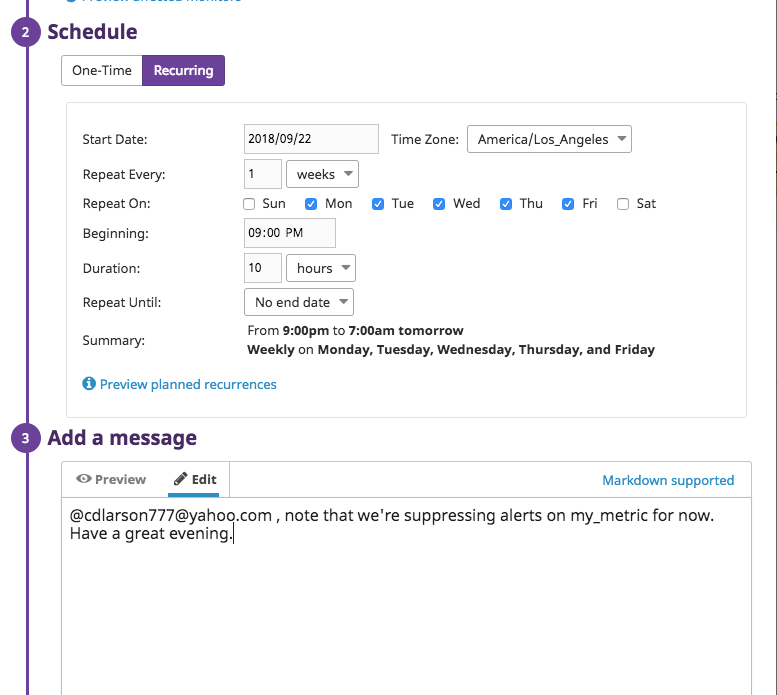 Preview affected monitors
2 Schedule
One-Time Recurring
Start Date: 2018/09/22 Time Zone: America/Los_Angeles
Repeat Every: 1 weeks
Repeat On: Sun Mon Tue Wed Thu Fri Sat
Beginning: 09:00 PM
Duration: 10 hours
Repeat Until: No end date
Summary: From 9:00pm to 7:00am tomorrow
Weekly on Monday, Tuesday, Wednesday, Thursday, and Friday
Preview planned recurrences
3 Add a message
Preview Edit Markdown supported
@cdlarson777@yahoo.com , note that we're suppressing alerts on my_metric for now.
Have a great evening.